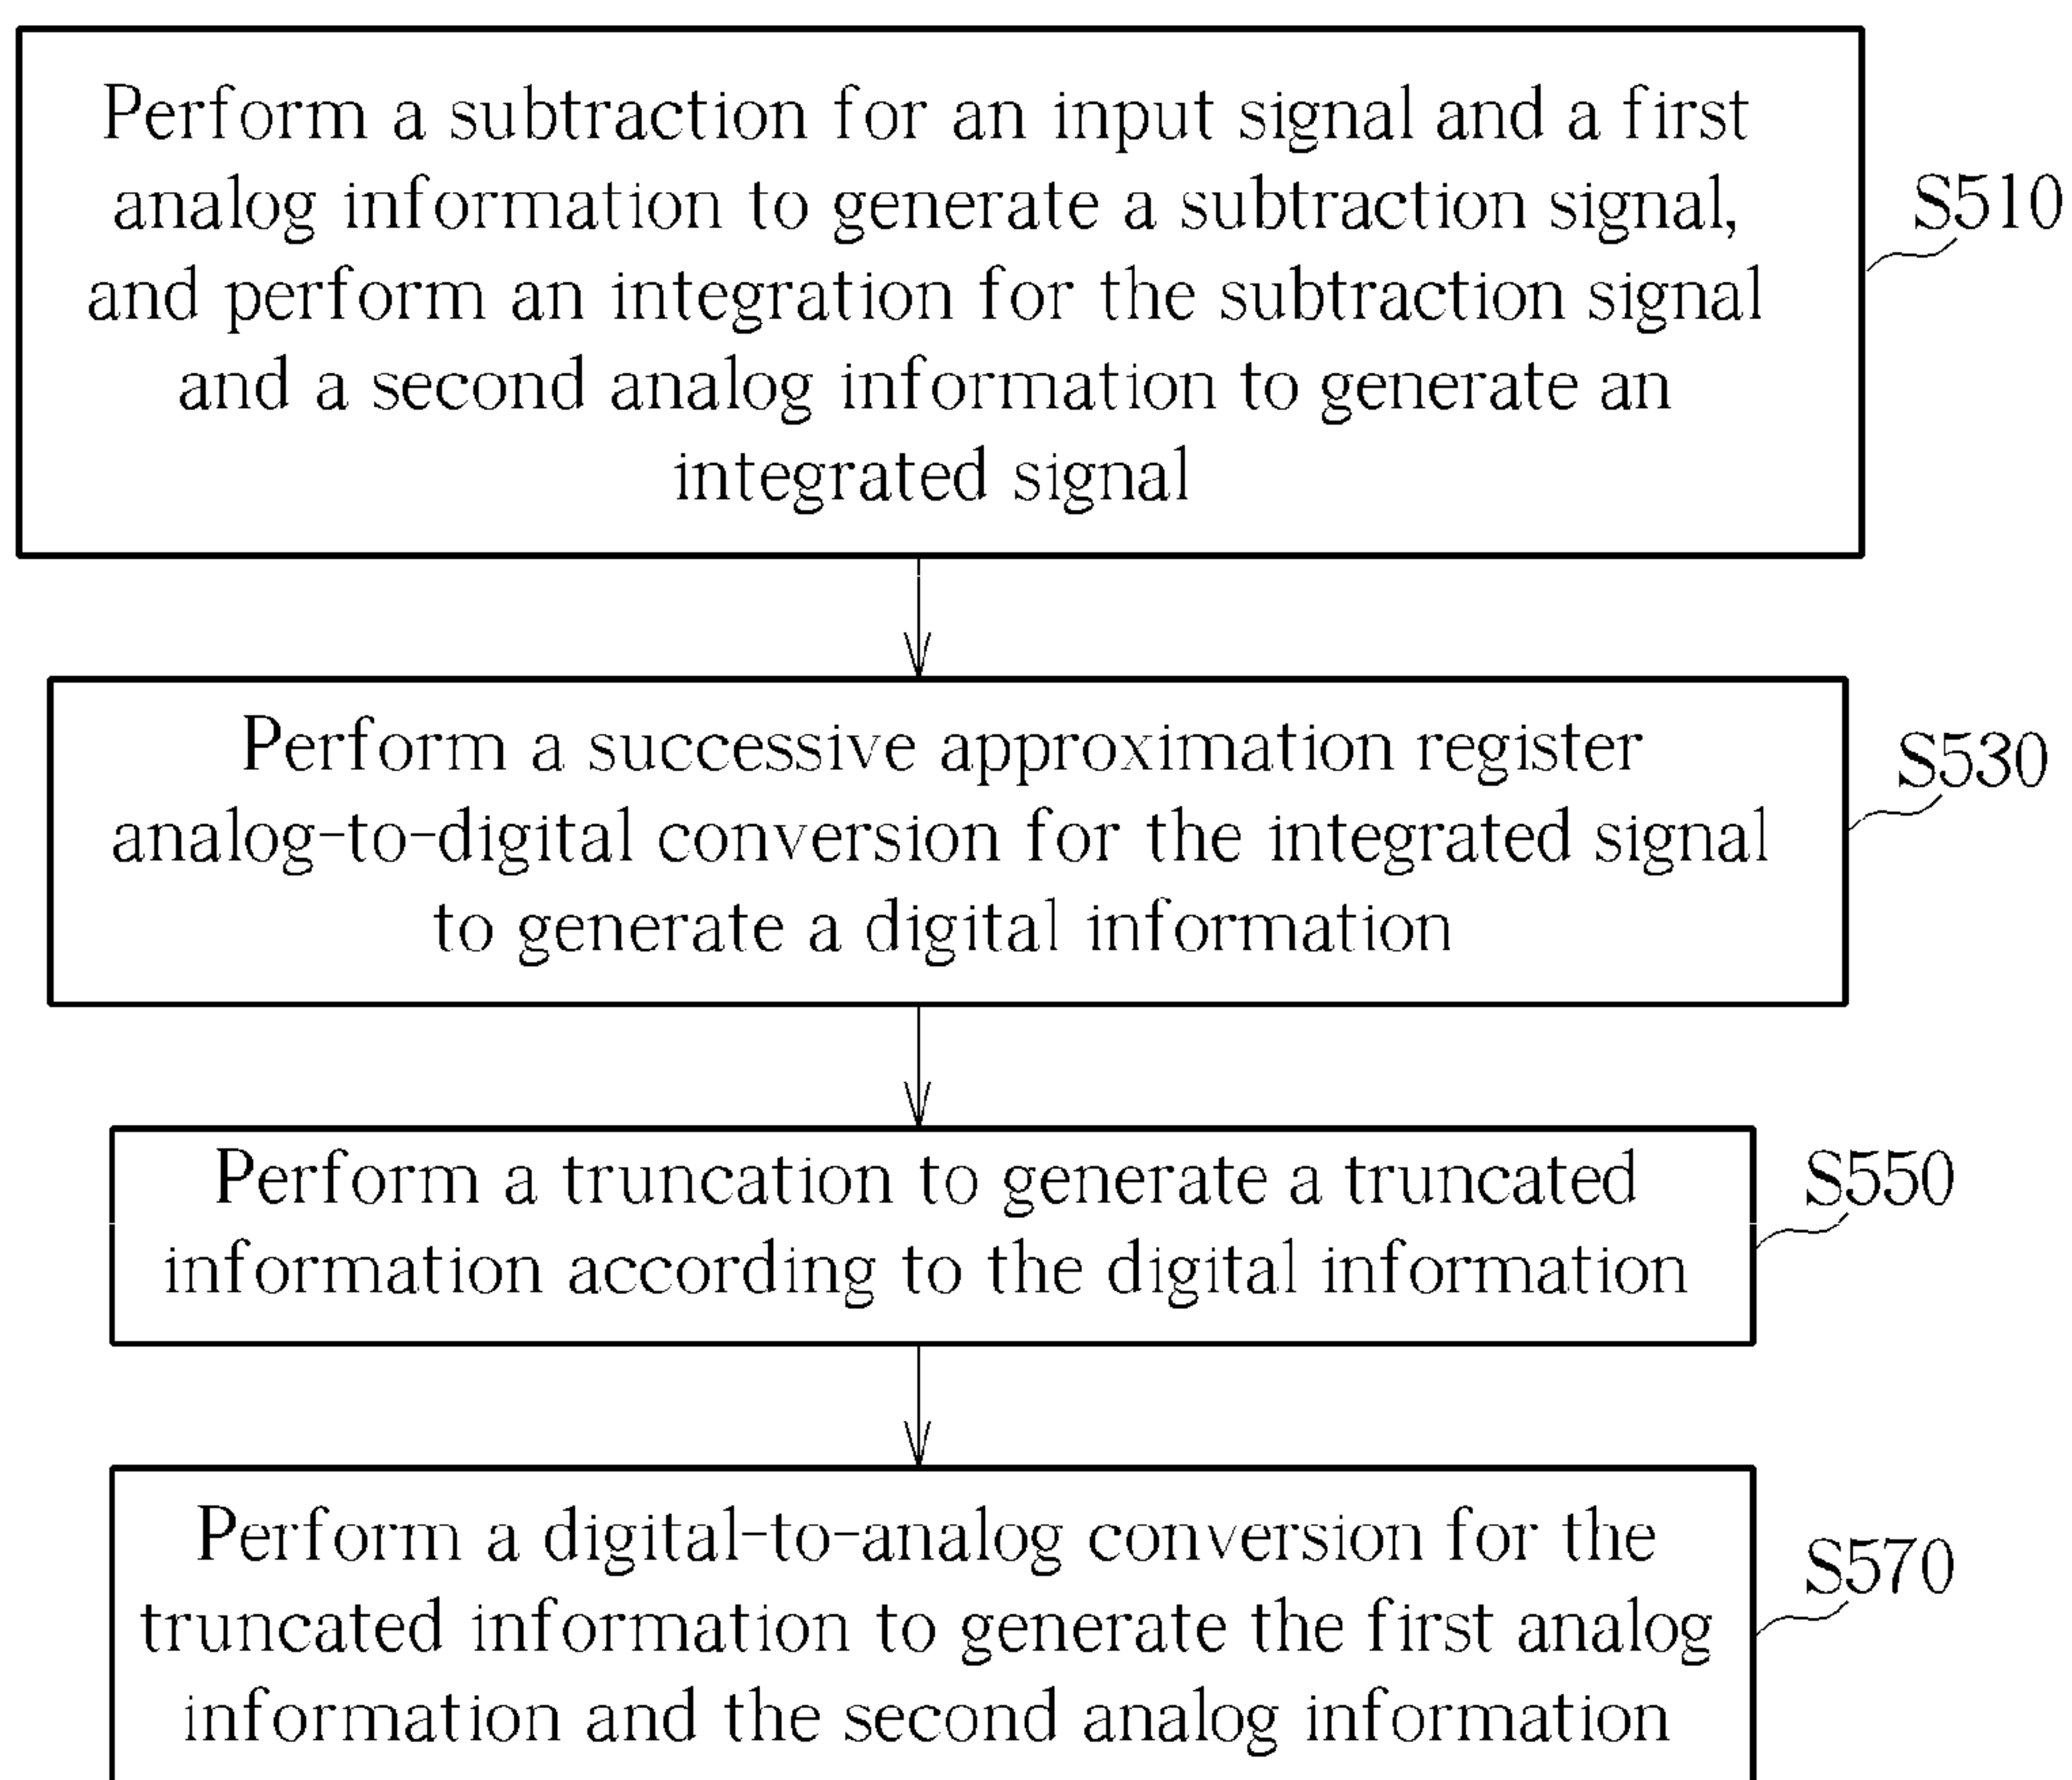 Perform a subtraction for an input signal and a first
analog information to generate a subtraction signal,
and perform an integration for the subtraction signal
and a second analog information to generate an
integrated signal
S510
Perform a successive approximation register
analog-to-digital conversion for the integrated signal
to generate a digital information
S530
Perform a truncation to generate a truncated
information according to the digital information
S550
Perform a digital-to-analog conversion for the
truncated information to generate the first analog
information and the second analog information
S570